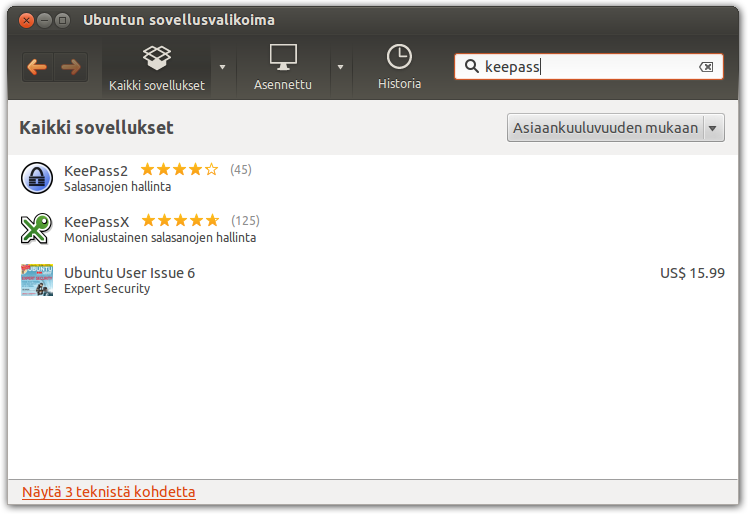 Ubuntun sovellusvalikoima
Kaikki sovellukset
Asennettu
Historia
keepass
Kaikki sovellukset
Asiaankuuluvuuden mukaan
KeePass2 (45)
Salasanojen hallinta
KeePassX (125)
Monialustainen salasanojen hallinta
Ubuntu User Issue 6 US$ 15.99
Expert Security
Näytä 3 teknistä kohdetta